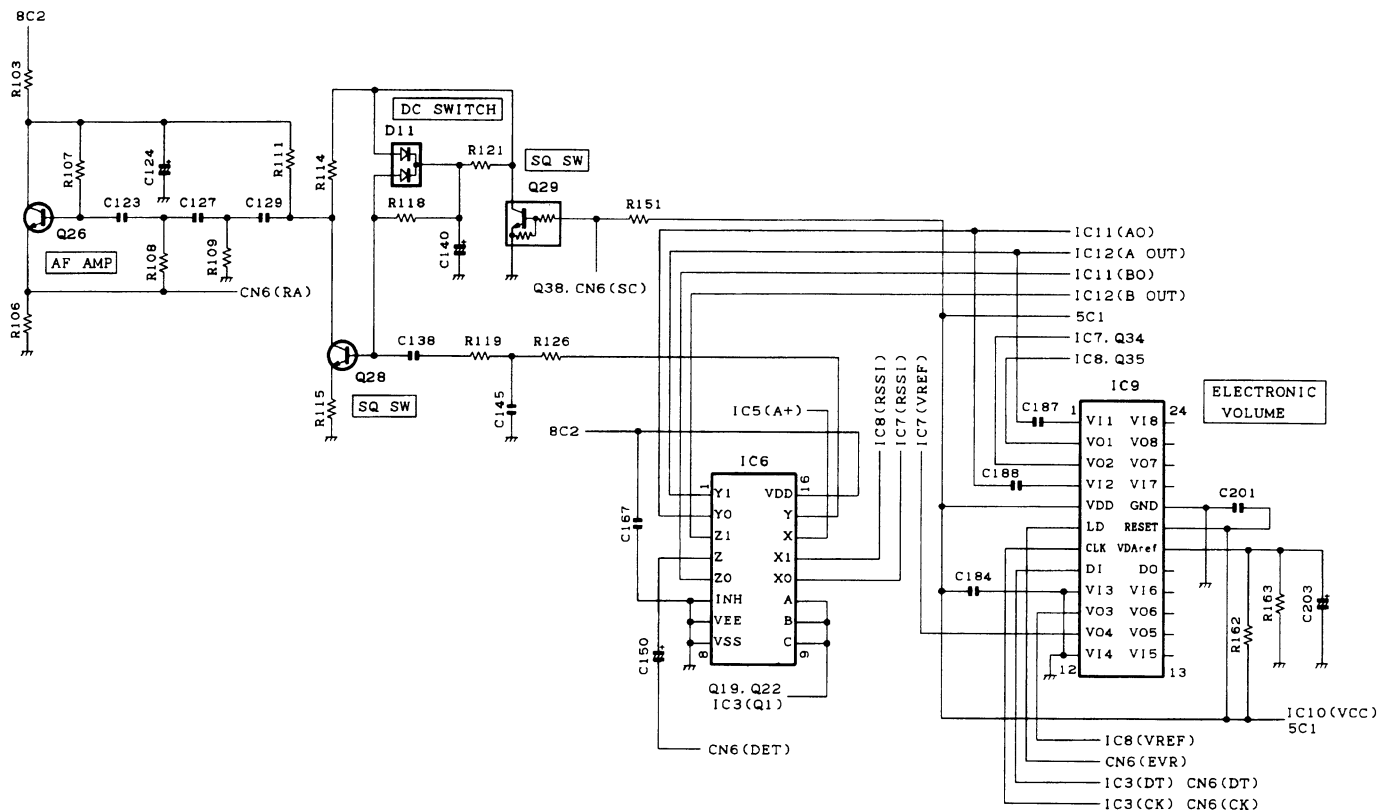 8C2
R103
R107
C124
R111
R114
DC SWITCH
D11
R121
SQ SW
Q29
R118
C140
R151
Q26
AF AMP
C123
C127
C129
R108
R109
R106
CN6(RA)
Q38. CN6(SC)
IC11(AO)
IC12(A OUT)
IC11(BO)
IC12(B OUT)
5C1
IC7. Q34
IC8. Q35
Q28
SQ SW
R115
C138
R119
R126
C145
IC5(A+)
8C2
IC8(RSSI)
IC7(RSSI)
IC7(VREF)
IC9
ELECTRONIC
VOLUME
C187
C188
C184
C201
1 24
VI1 VI8
VO1 VO8
VO2 VO7
VI2 VI7
VDD GND
LD RESET
CLK VDAref
DI DO
VI3 VI6
VO3 VO6
VO4 VO5
VI4 VI5
12 13
R162
R163
C203
IC6
1 16
Y1 VDD
Y0 Y
Z1 X
Z X1
Z0 X0
INH A
VEE B
VSS C
8 9
C167
C150
Q19. Q22
IC3(Q1)
CN6(DET)
IC10(VCC)
5C1
IC8(VREF)
CN6(EVR)
IC3(DT) CN6(DT)
IC3(CK) CN6(CK)